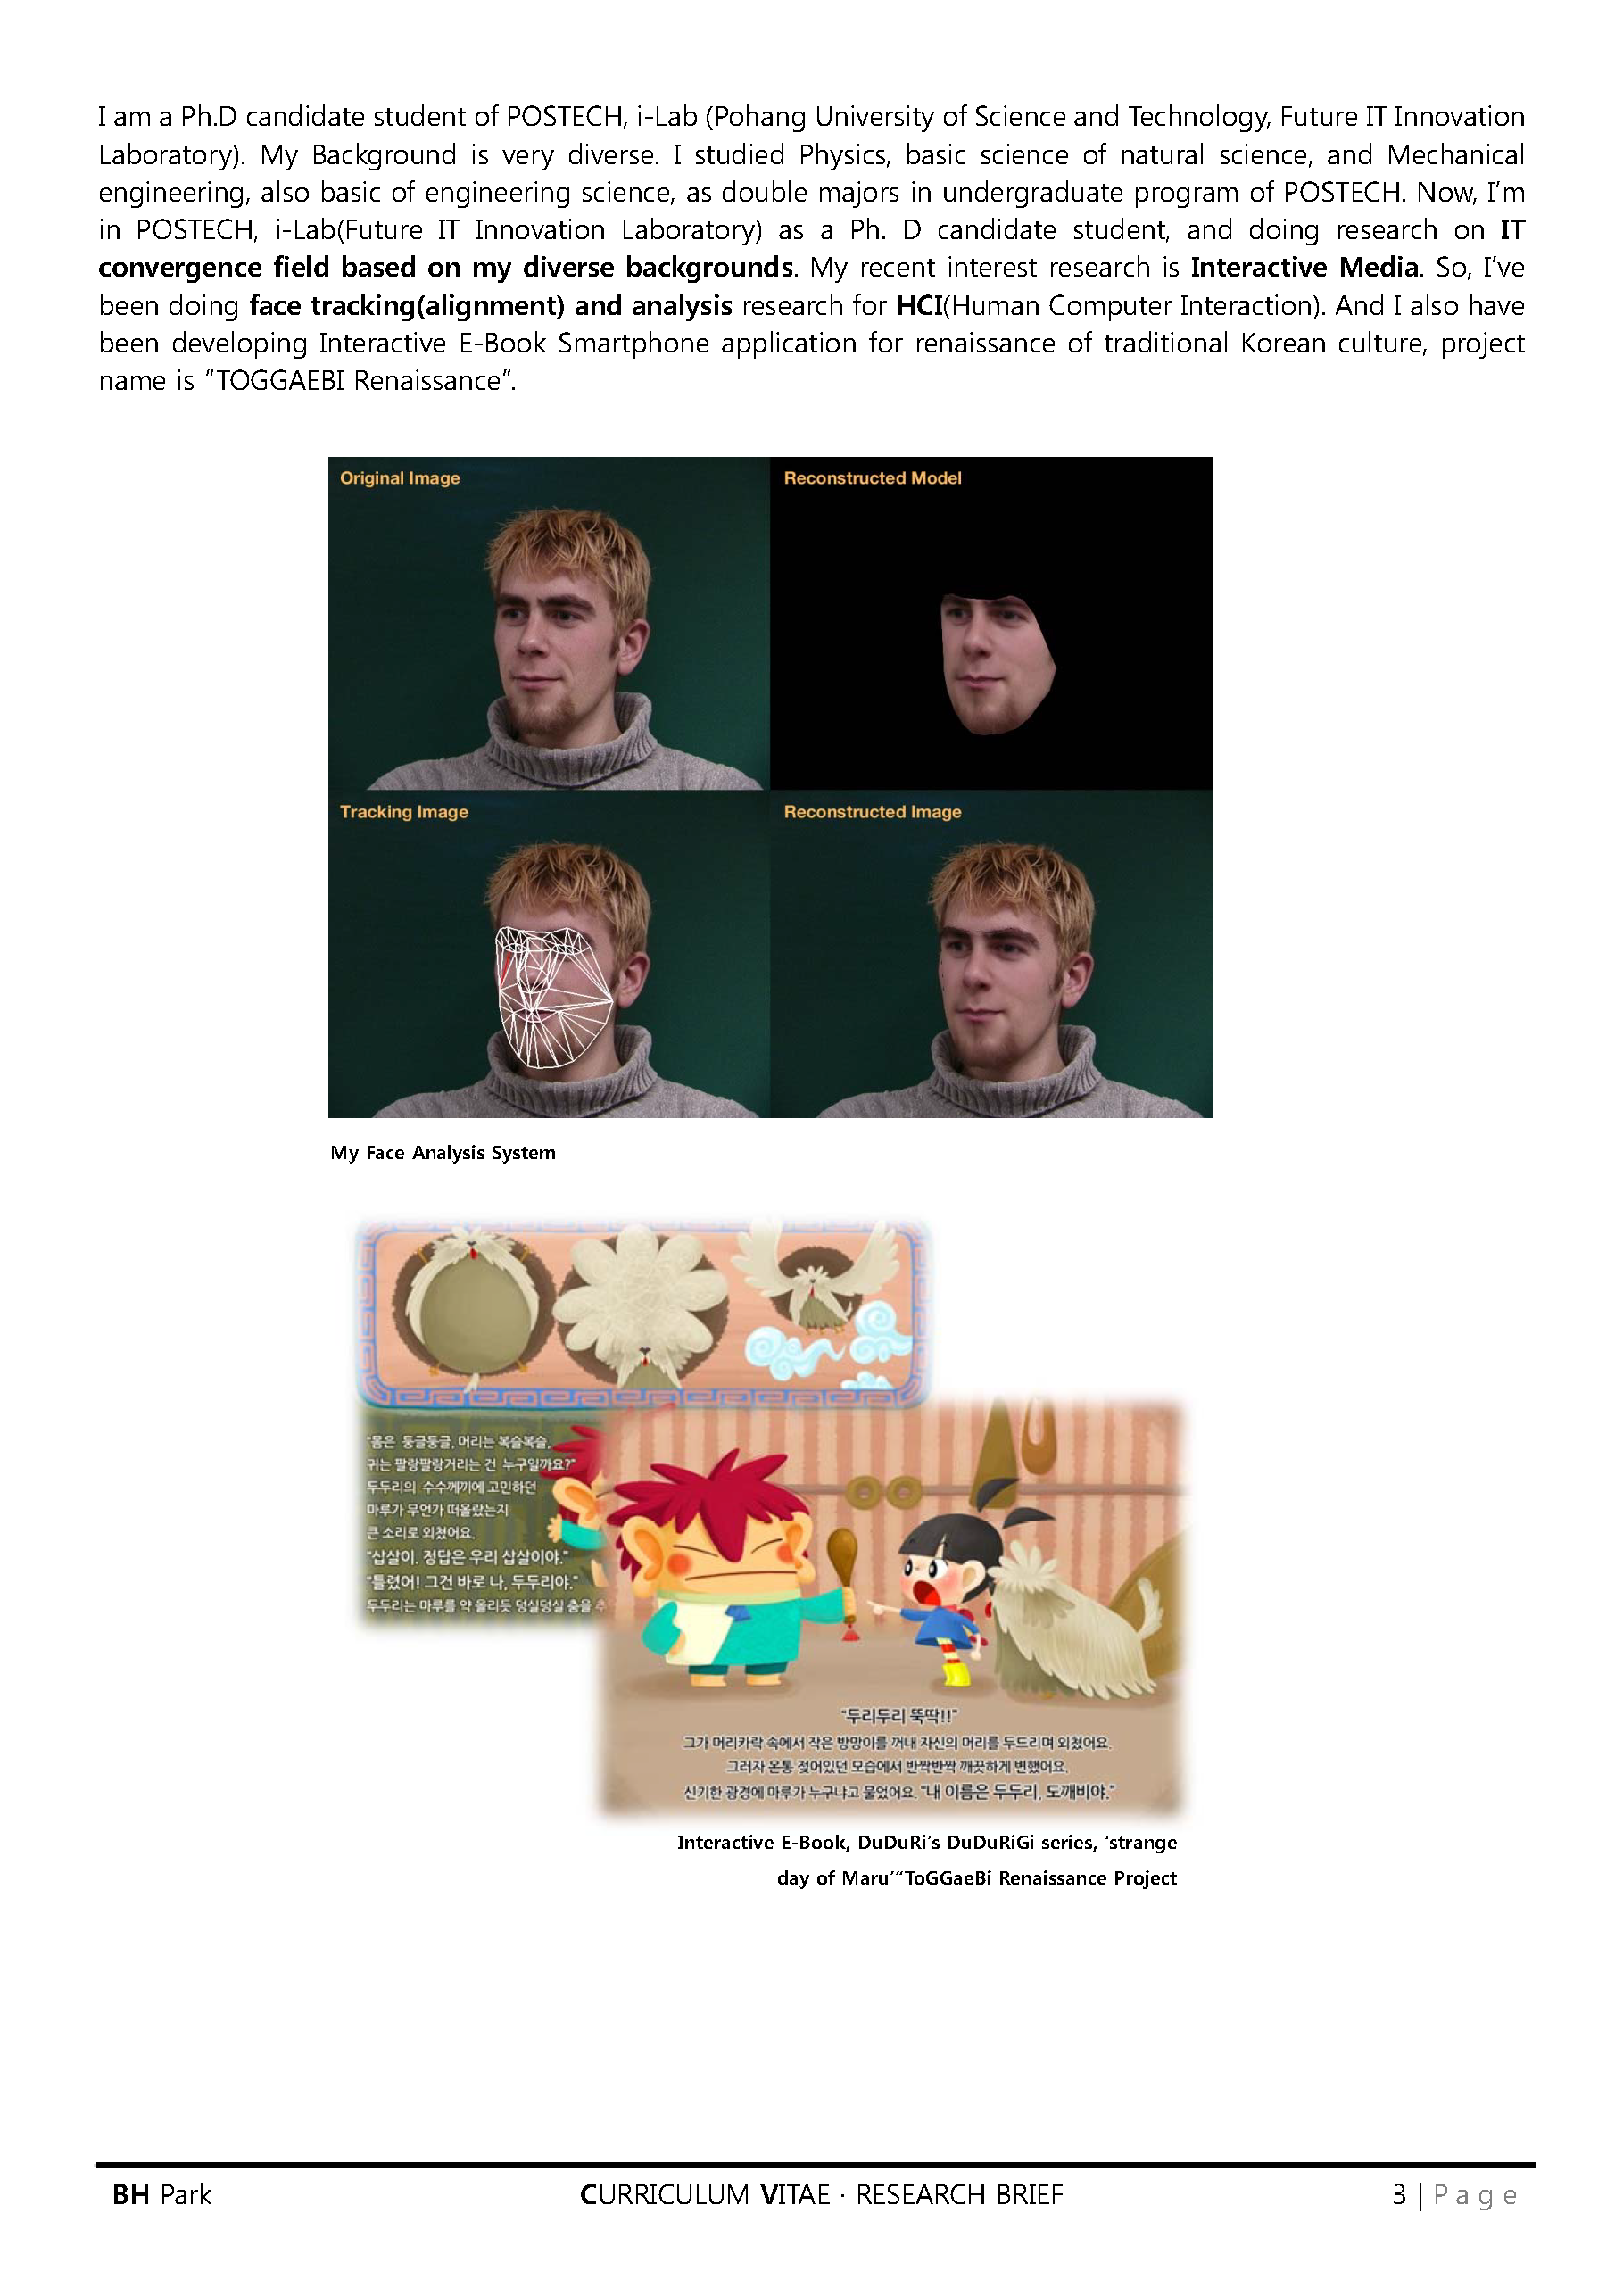 I am a Ph.D candidate student of POSTECH, i-Lab (Pohang University of Science and Technology, Future IT Innovation
Laboratory). My Background is very diverse. I studied Physics, basic science of natural science, and Mechanical
engineering, also basic of engineering science, as double majors in undergraduate program of POSTECH. Now, I'm
in POSTECH, i-Lab(Future IT Innovation Laboratory) as a Ph. D candidate student, and doing research on IT
convergence field based on my diverse backgrounds. My recent interest research is Interactive Media. So, I've
been doing face tracking(alignment) and analysis research for HCI(Human Computer Interaction). And I also have
been developing Interactive E-Book Smartphone application for renaissance of traditional Korean culture, project
name is “TOGGAEBI Renaissance”.
Original Image
Reconstructed Model
Tracking Image
Reconstructed Image
My Face Analysis System
"몸은 둥글둥글, 머리는 복슬복슬,
귀는 팔랑팔랑거리는 건 누구일까요?"
두두리의 수수께끼에 고민하던
마루가 무언가 떠올랐는지
큰 소리로 외쳤어요.
"삽살이. 정답은 우리 삽살이야."
"틀렸어! 그건 바로 나, 두두리야."
두두리는 마루를 약 올리듯 덩실덩실 춤을
"두리두리 뚝딱!!"
그가 머리카락 속에서 작은 방망이를 꺼내 자신의 머리를 두드리며 외쳤어요.
그러자 온통 젖어있던 모습에서 반짝반짝 깨끗하게 변했어요.
신기한 광경에 마루가 누구냐고 물었어요. "내 이름은 두두리, 도깨비야."
Interactive E-Book, DuDuRi's DuDuRiGi series, ‘strange
day of Maru’“ToGGaeBi Renaissance Project
BH Park
CURRICULUM VITAE · RESEARCH BRIEF
3 | Page